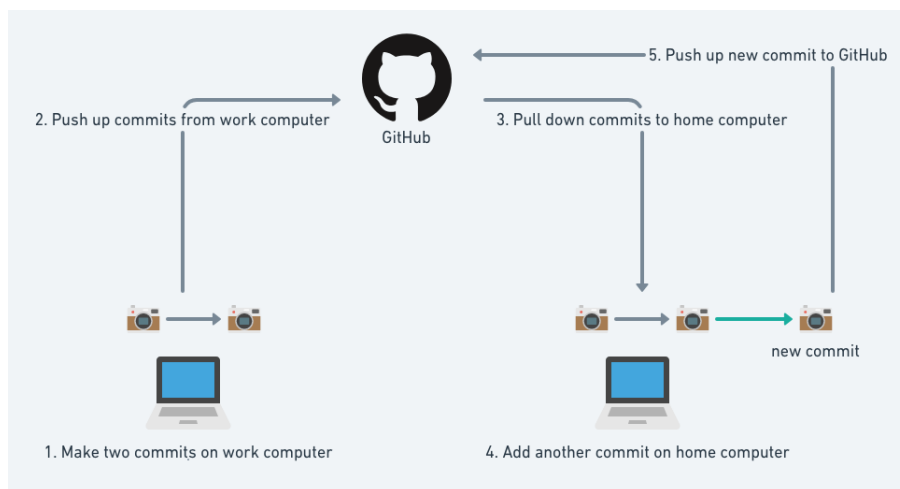 5. Push up new commit to GitHub
2. Push up commits from work computer
3. Pull down commits to home computer
GitHub
new commit
1. Make two commits on work computer
4. Add another commit on home computer